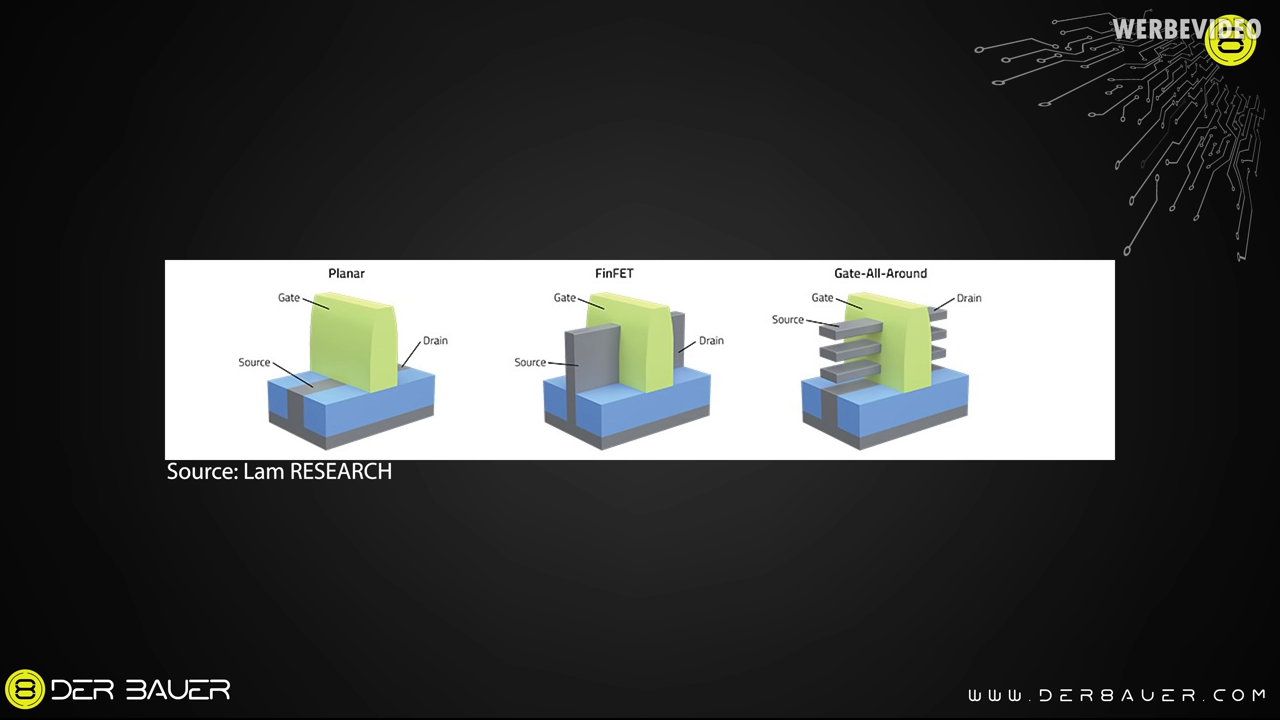 WERBEVIDEO
Planar
Gate
Source
Drain
FinFET
Gate
Source
Drain
Gate-All-Around
Gate
Source
Drain
Source: Lam RESEARCH
8 DER BAUER
WWW.DER8AUER.COM